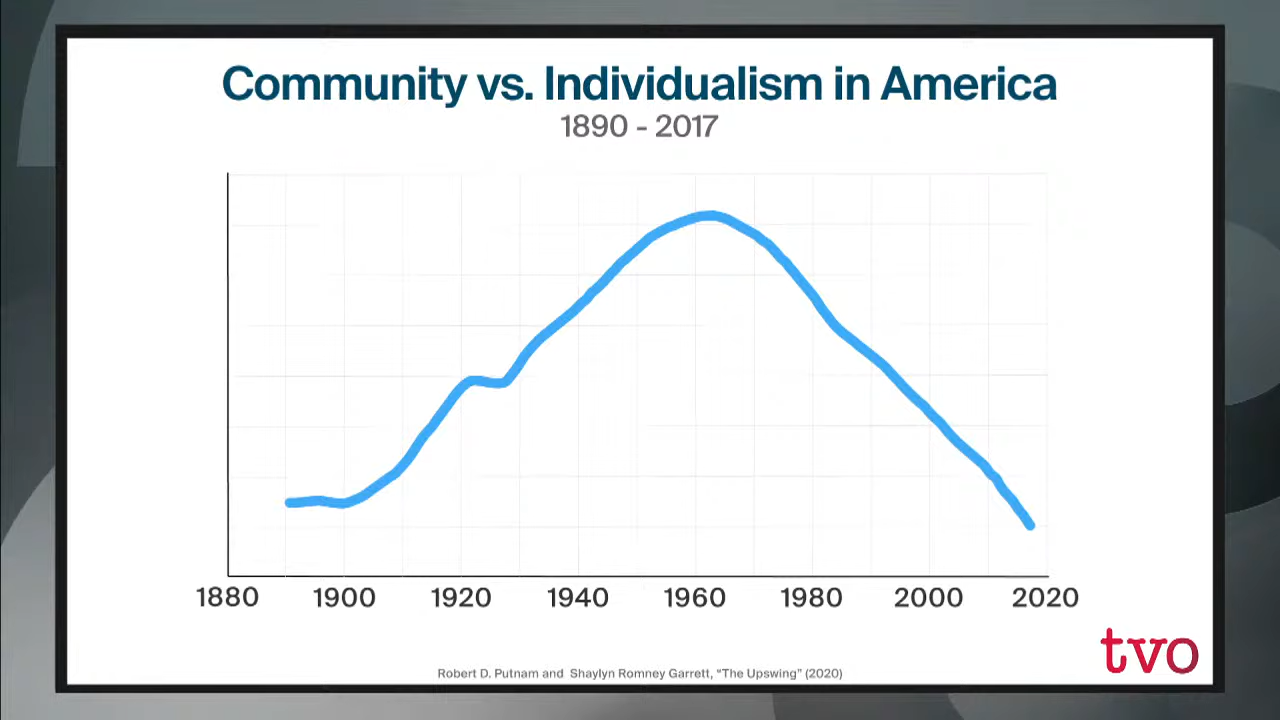 Community vs. Individualism in America
1890 - 2017
1880 1900 1920 1940 1960 1980 2000 2020
tvo
Robert D. Putnam and Shaylyn Romney Garrett, “The Upswing” (2020)